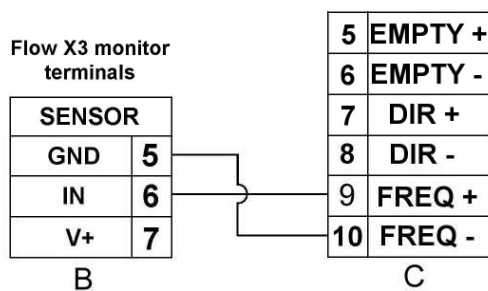 Flow X3 monitor
terminals
SENSOR
GND 5
IN 6
V+ 7
B
5 EMPTY +
6 EMPTY -
7 DIR +
8 DIR -
9 FREQ +
10 FREQ -
C